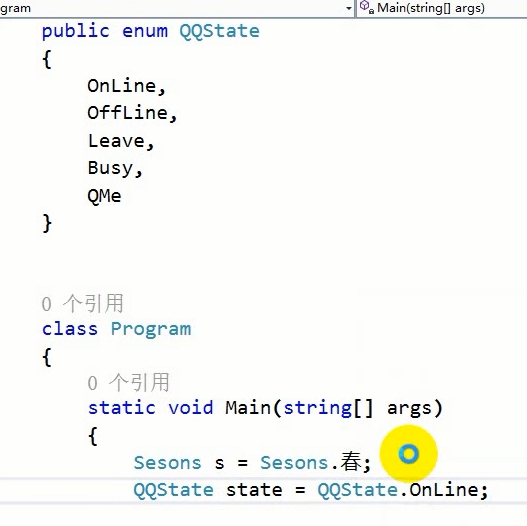 gram Main(string[] args)
public enum QQState
{
OnLine,
OffLine,
Leave,
Busy,
QMe
}
0 个引用
class Program
{
0 个引用
static void Main(string[] args)
{
Sesons s = Sesons.春;
QQState state = QQState.OnLine;